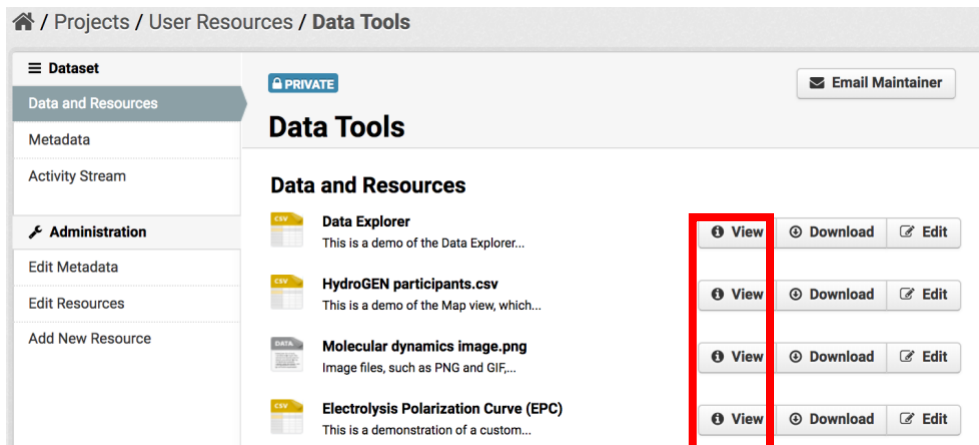 / Projects / User Resources / Data Tools
Dataset
Data and Resources
Metadata
Activity Stream
Administration
Edit Metadata
Edit Resources
Add New Resource
PRIVATE
Email Maintainer
Data Tools
Data and Resources
CSV
Data Explorer
This is a demo of the Data Explorer...
View Download Edit
CSV
HydroGEN participants.csv
This is a demo of the Map view, which...
View Download Edit
DATA
Molecular dynamics image.png
Image files, such as PNG and GIF,...
View Download Edit
CSV
Electrolysis Polarization Curve (EPC)
This is a demonstration of a custom...
View Download Edit